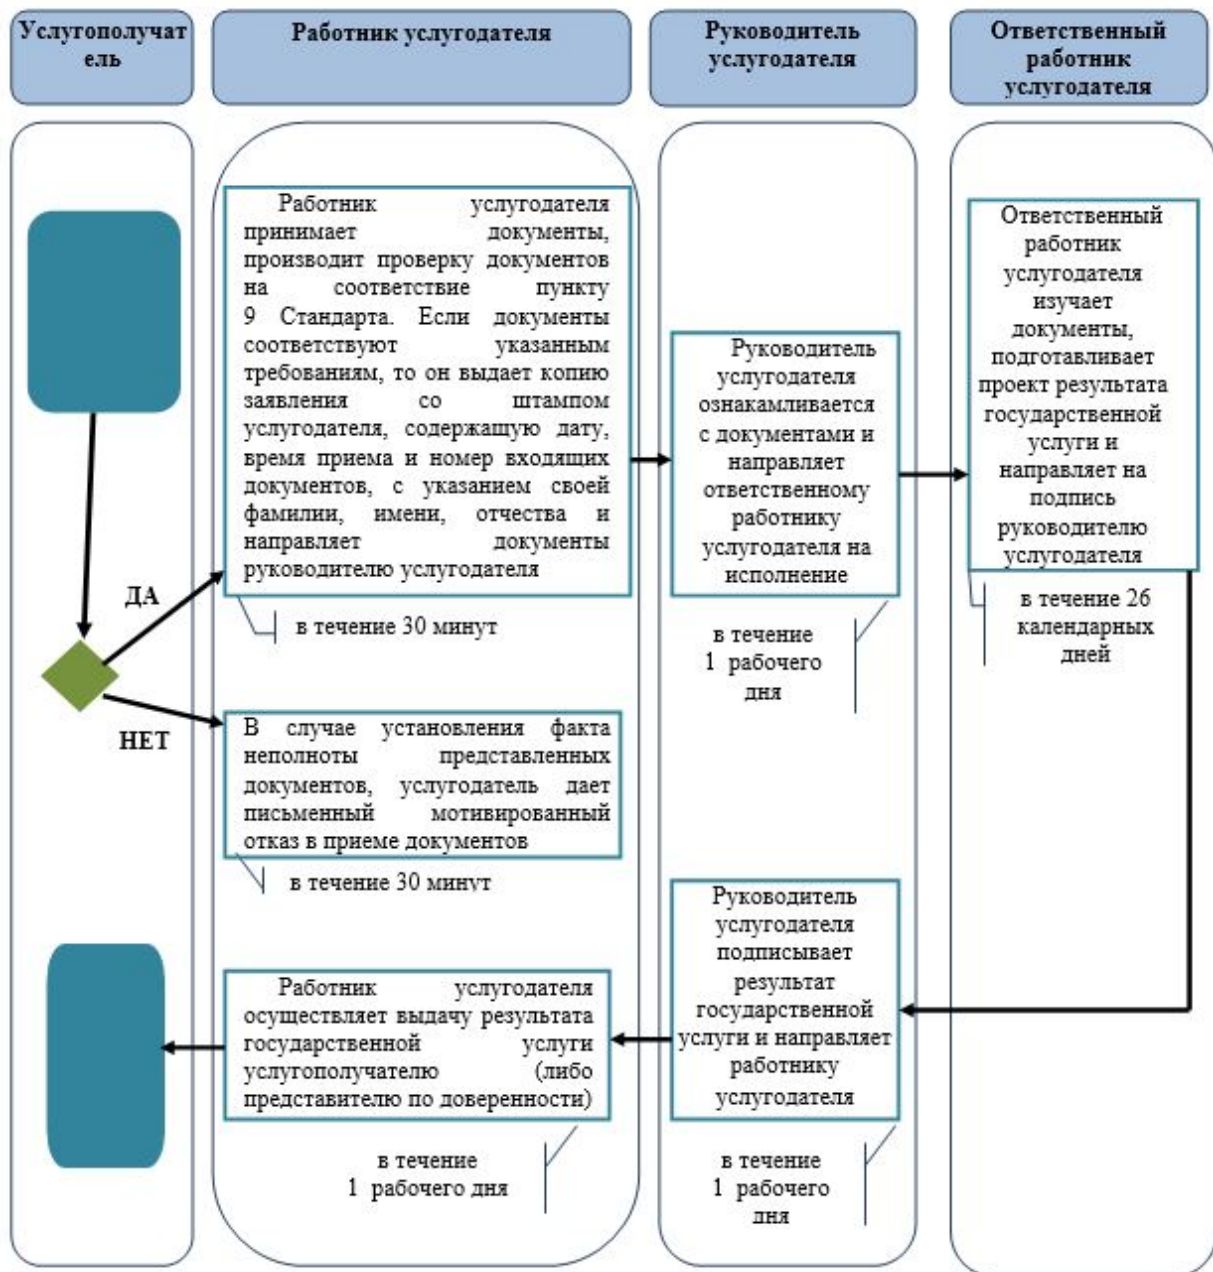 Услугополучат
ель
Работник услугодателя
Руководитель
услугодателя
Ответственный
работник
услугодателя
Работник услугодателя
принимает документы,
производит проверку документов
на соответствие пункту
9 Стандарта. Если документы
соответствуют указанным
требованиям, то он выдает копию
заявления со штампом
услугодателя, содержащую дату,
время приема и номер входящих
документов, с указанием своей
фамилии, имени, отчества и
направляет документы
руководителю услугодателя
в течение 30 минут
Руководитель
услугодателя
ознакамливается
с документами и
направляет
ответственному
работнику
услугодателя на
исполнение
в течение
1 рабочего
дня
Ответственный
работник
услугодателя
изучает
документы,
подготавливает
проект результата
государственной
услуги и
направляет на
подпись
руководителю
услугодателя
в течение 26
календарных
дней
ДА
НЕТ
В случае установления факта
неполноты представленных
документов, услугодатель дает
письменный мотивированный
отказ в приеме документов
в течение 30 минут
Руководитель
услугодателя
подписывает
результат
государственной
услуги и направляет
работнику
услугодателя
в течение
1 рабочего
дня
Работник услугодателя
осуществляет выдачу результата
государственной услуги
услугополучателю (либо
представителю по доверенности)
в течение
1 рабочего дня